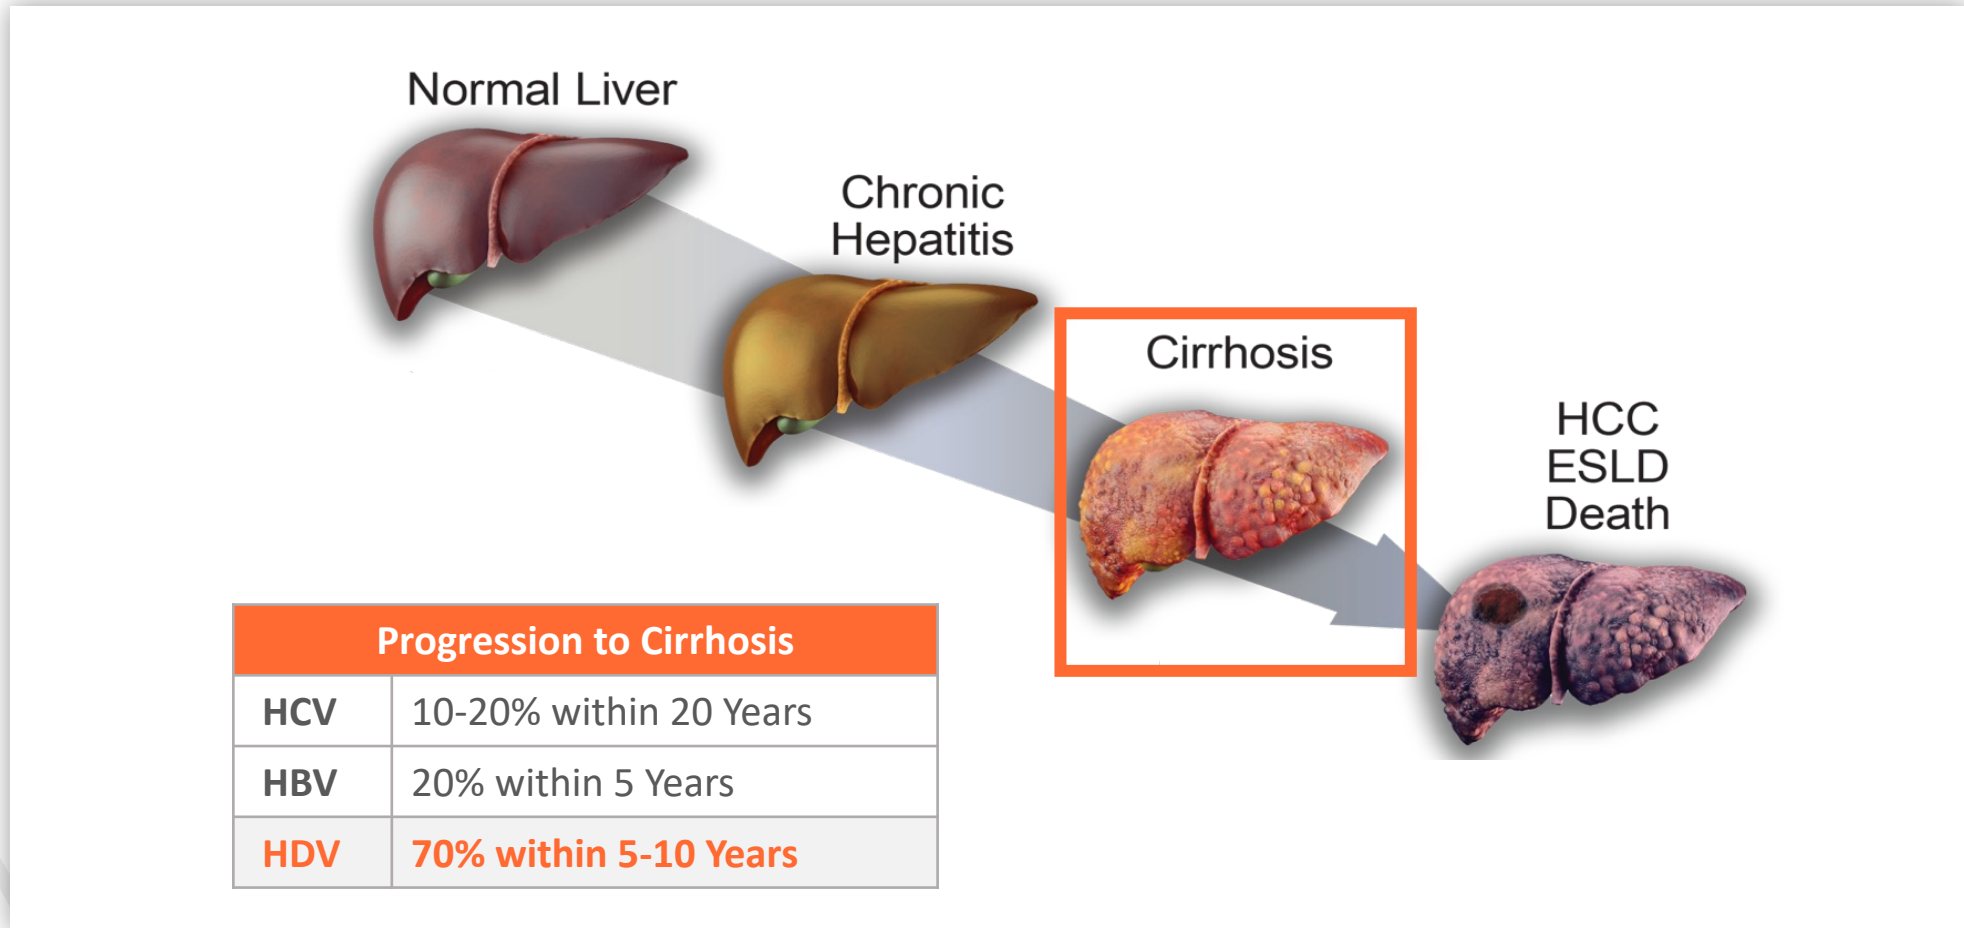 Normal Liver
Chronic
Hepatitis
Cirrhosis
HCC
ESLD
Death
Progression to Cirrhosis
HCV 10-20% within 20 Years
HBV 20% within 5 Years
HDV 70% within 5-10 Years